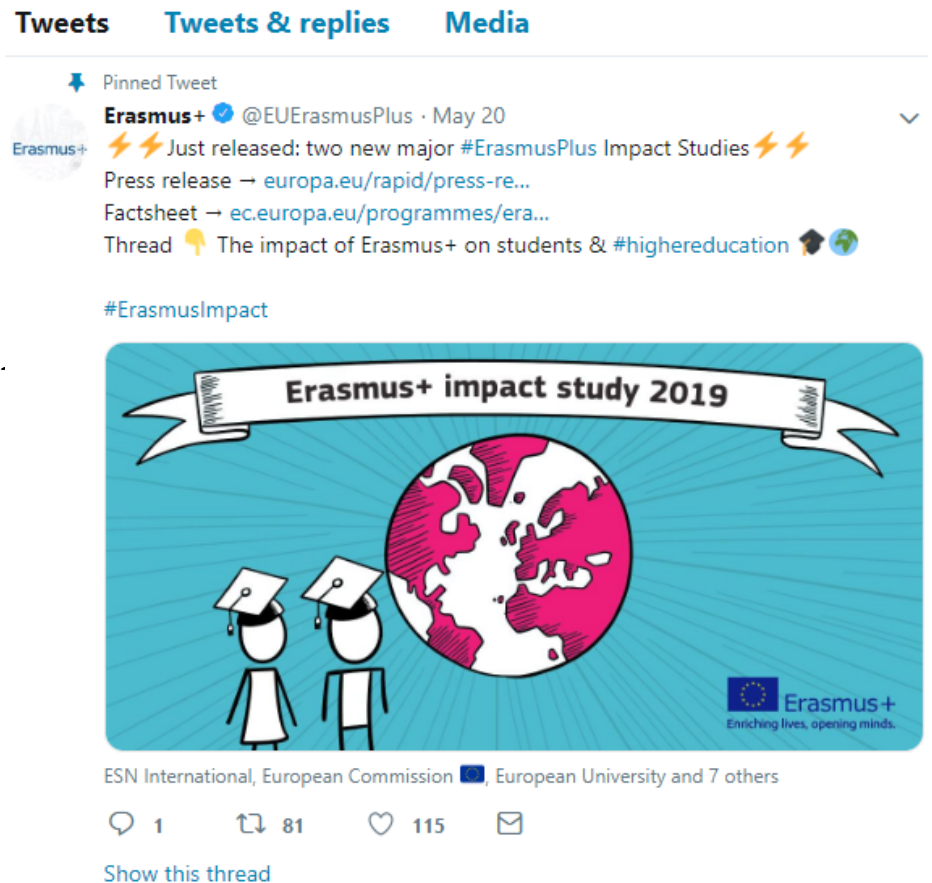 Tweets Tweets & replies Media
Pinned Tweet
Erasmus+ @EUErasmusPlus · May 20
Erasmus+
⚡⚡Just released: two new major #ErasmusPlus Impact Studies⚡⚡
Press release → europa.eu/rapid/press-re...
Factsheet → ec.europa.eu/programmes/era...
Thread 👇 The impact of Erasmus+ on students & #highereducation 🎓🌍
#ErasmusImpact
Erasmus+ impact study 2019
Erasmus+
Enriching lives, opening minds.
ESN International, European Commission 🇪🇺, European University and 7 others
1 81 115
Show this thread